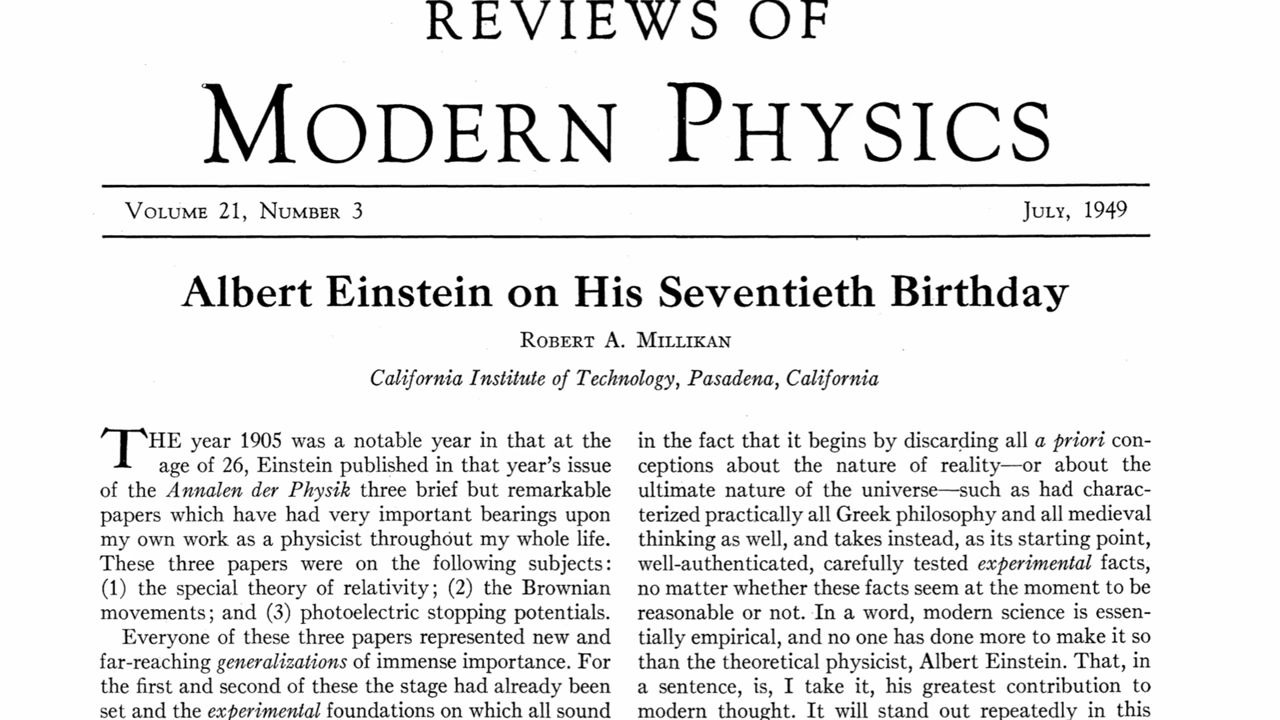 REVIEWS OF
MODERN PHYSICS
VOLUME 21, NUMBER 3
JULY, 1949
Albert Einstein on His Seventieth Birthday
ROBERT A. MILLIKAN
California Institute of Technology, Pasadena, California
THE year 1905 was a notable year in that at the
age of 26, Einstein published in that year's issue
of the Annalen der Physik three brief but remarkable
papers which have had very important bearings upon
my own work as a physicist throughout my whole life.
These three papers were on the following subjects:
(1) the special theory of relativity; (2) the Brownian
movements; and (3) photoelectric stopping potentials.
Everyone of these three papers represented new and
far-reaching generalizations of immense importance. For
the first and second of these the stage had already been
set and the experimental foundations on which all sound
in the fact that it begins by discarding all a priori con-
ceptions about the nature of reality—or about the
ultimate nature of the universe—such as had charac-
terized practically all Greek philosophy and all medieval
thinking as well, and takes instead, as its starting point,
well-authenticated, carefully tested experimental facts,
no matter whether these facts seem at the moment to be
reasonable or not. In a word, modern science is essen-
tially empirical, and no one has done more to make it so
than the theoretical physicist, Albert Einstein. That, in
a sentence, is, I take it, his greatest contribution to
modern thought. It will stand out repeatedly in this